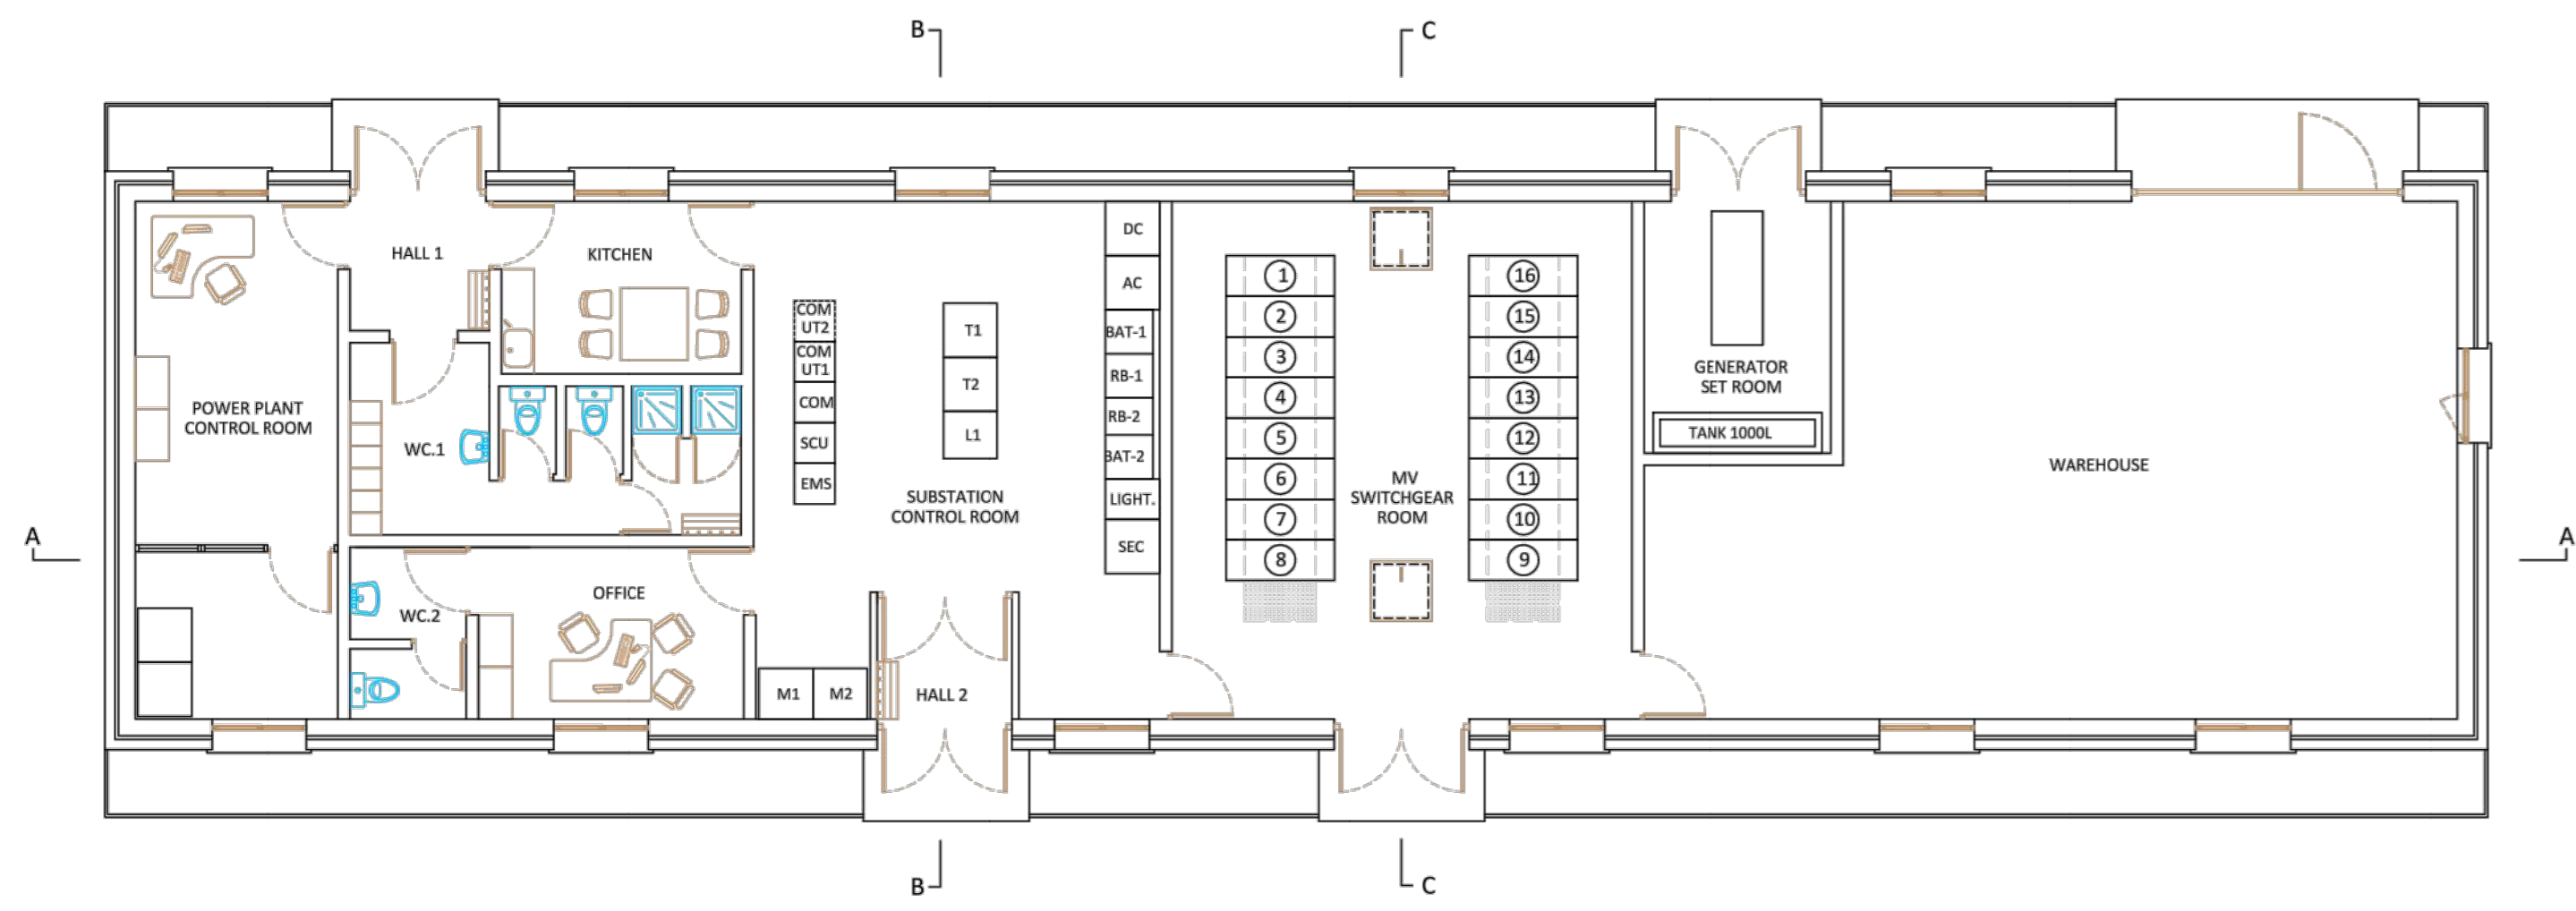 B
C
HALL 1
KITCHEN
POWER PLANT
CONTROL ROOM
WC.1
WC.2
OFFICE
COM
UT2
COM
UT1
COM
SCU
EMS
T1
T2
L1
SUBSTATION
CONTROL ROOM
M1
M2
HALL 2
DC
AC
BAT-1
RB-1
RB-2
BAT-2
LIGHT.
SEC
1
2
3
4
5
6
7
8
MV
SWITCHGEAR
ROOM
16
15
14
13
12
11
10
9
GENERATOR
SET ROOM
TANK 1000L
WAREHOUSE
A
A
B
C